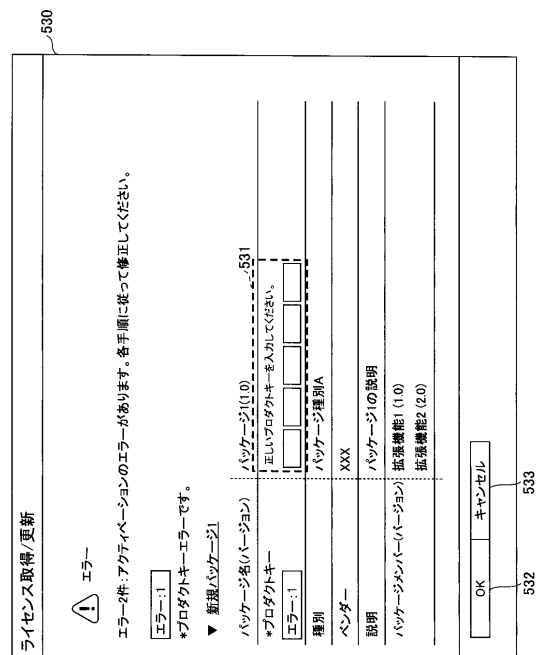 ライセンス取得/更新
530
エラー
エラー2件:アクティベーションのエラーがあります。各手順に従って修正してください。
エラー:1
*プロダクトキーエラーです。
▼ 新規パッケージ1
531
パッケージ名(バージョン) パッケージ1(1.0)
*プロダクトキー 正しいプロダクトキーを入力してください。
エラー:1
種別 パッケージ種別A
ベンダー XXX
説明 パッケージ1の説明
パッケージメンバー(バージョン) 拡張機能1 (1.0)
拡張機能2 (2.0)
OK キャンセル
532 533